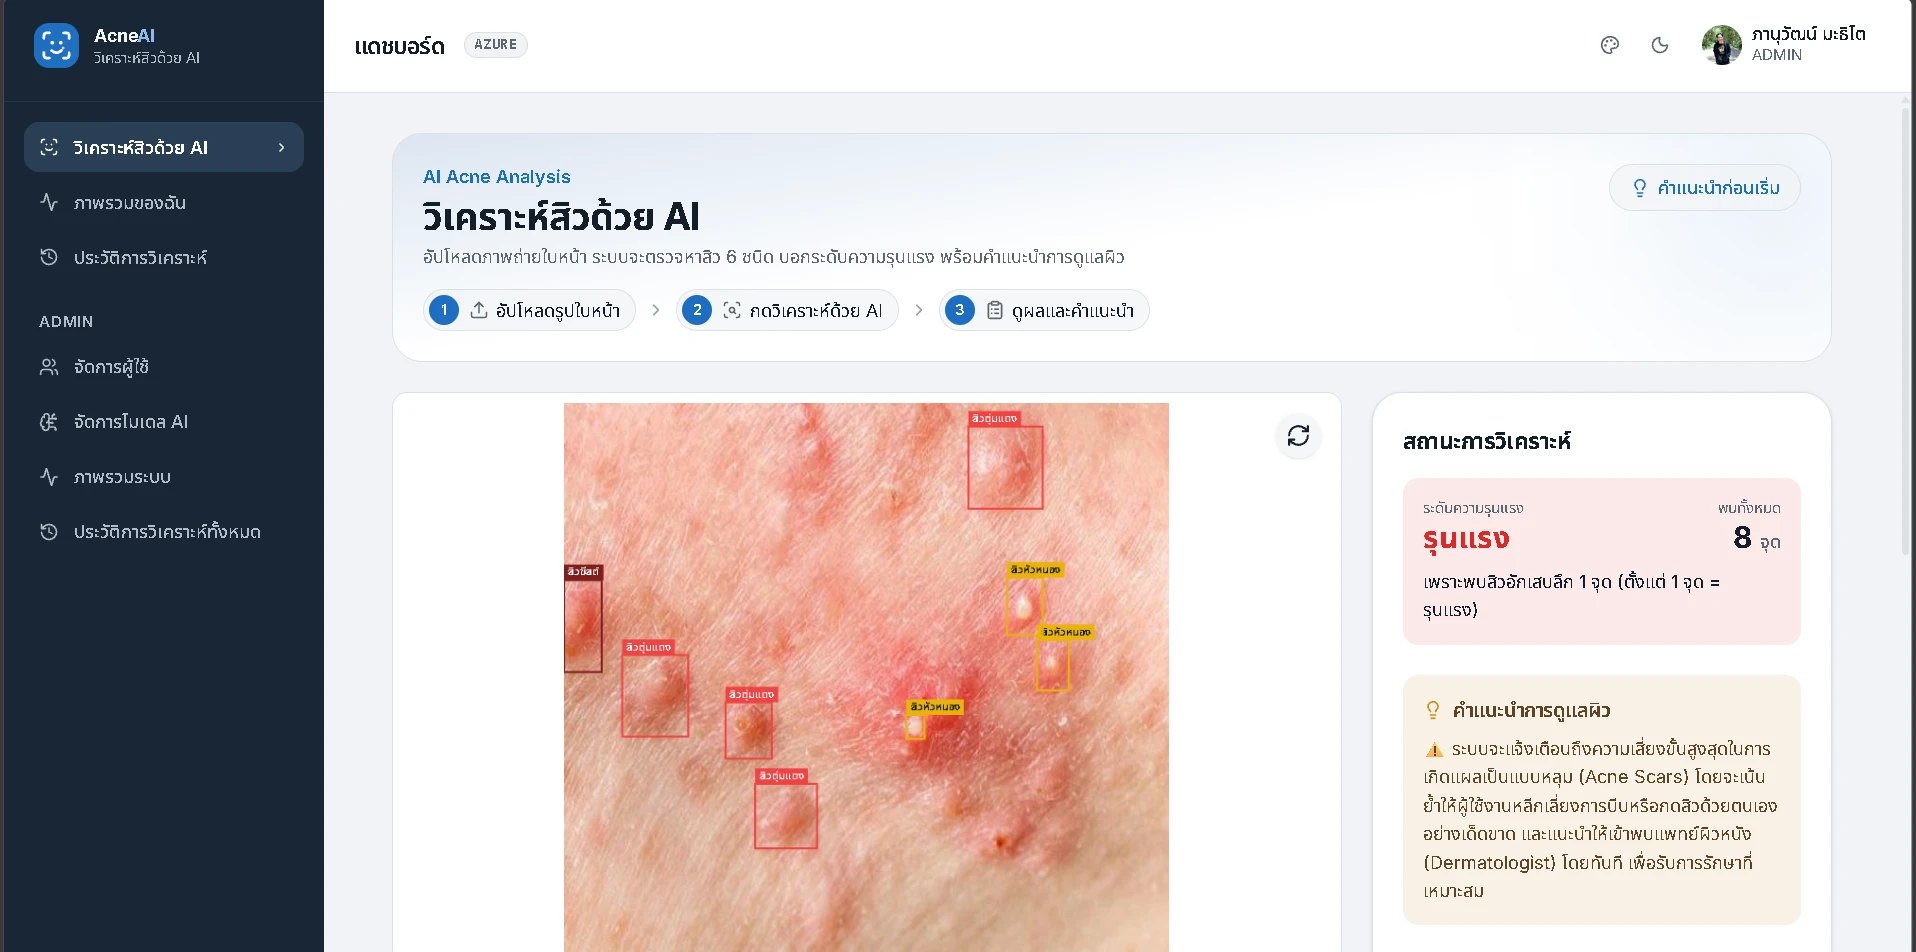 AcneAI
วิเคราะห์สิวด้วย AI
วิเคราะห์สิวด้วย AI
ภาพรวมของฉัน
ประวัติการวิเคราะห์
ADMIN
จัดการผู้ใช้
จัดการโมเดล AI
ภาพรวมระบบ
ประวัติการวิเคราะห์ทั้งหมด
แดชบอร์ด
AZURE
ภานุวัฒน์ มะธิโต
ADMIN
AI Acne Analysis
วิเคราะห์สิวด้วย AI
อัปโหลดภาพถ่ายใบหน้า ระบบจะตรวจหาสิว 6 ชนิด บอกระดับความรุนแรง พร้อมคำแนะนำการดูแลผิว
คำแนะนำก่อนเริ่ม
1 อัปโหลดรูปใบหน้า
2 กดวิเคราะห์ด้วย AI
3 ดูผลและคำแนะนำ
สิวตุ่มแดง
สิวซีสต์
สิวหัวหนอง
สิวหัวหนอง
สิวตุ่มแดง
สิวตุ่มแดง
สิวหัวหนอง
สิวตุ่มแดง
สถานะการวิเคราะห์
ระดับความรุนแรง
พบทั้งหมด
รุนแรง
8 จุด
เพราะพบสิวอักเสบลึก 1 จุด (ตั้งแต่ 1 จุด =
รุนแรง)
คำแนะนำการดูแลผิว
⚠️ ระบบจะแจ้งเตือนถึงความเสี่ยงขั้นสูงสุดในการ
เกิดแผลเป็นแบบหลุม (Acne Scars) โดยจะเน้น
ย้ำให้ผู้ใช้งานหลีกเลี่ยงการบีบหรือกดสิวด้วยตนเอง
อย่างเด็ดขาด และแนะนำให้เข้าพบแพทย์ผิวหนัง
(Dermatologist) โดยทันที เพื่อรับการรักษาที่
เหมาะสม